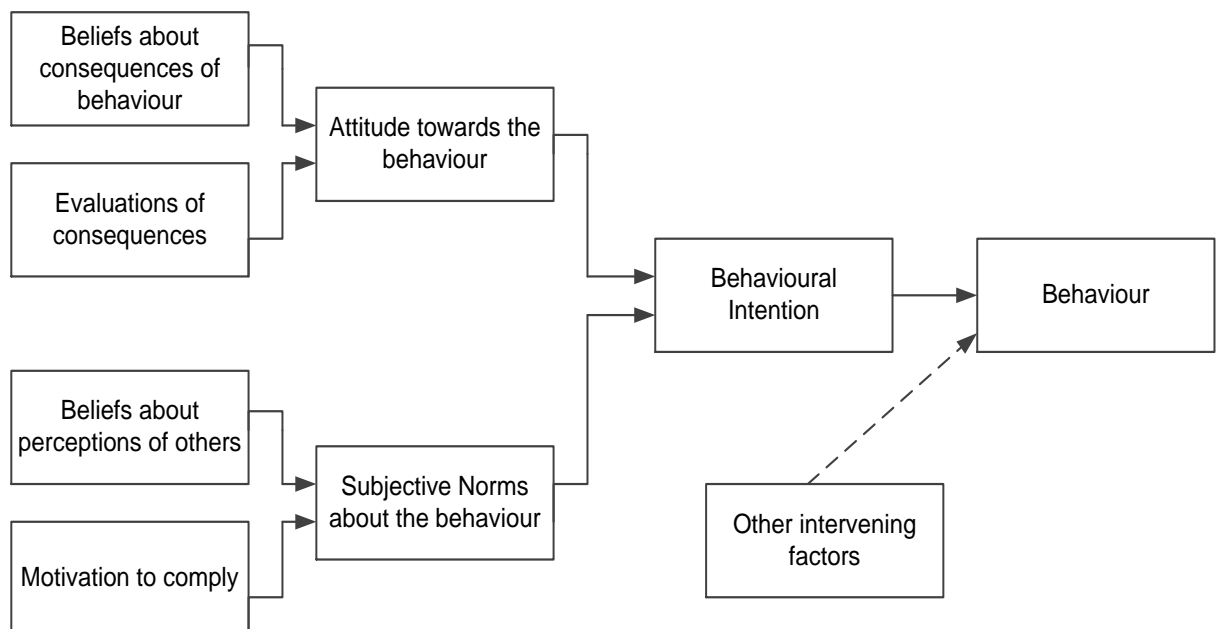 Beliefs about
consequences of
behaviour
Evaluations of
consequences
Attitude towards the
behaviour
Beliefs about
perceptions of others
Motivation to comply
Subjective Norms
about the behaviour
Behavioural
Intention
Behaviour
Other intervening
factors